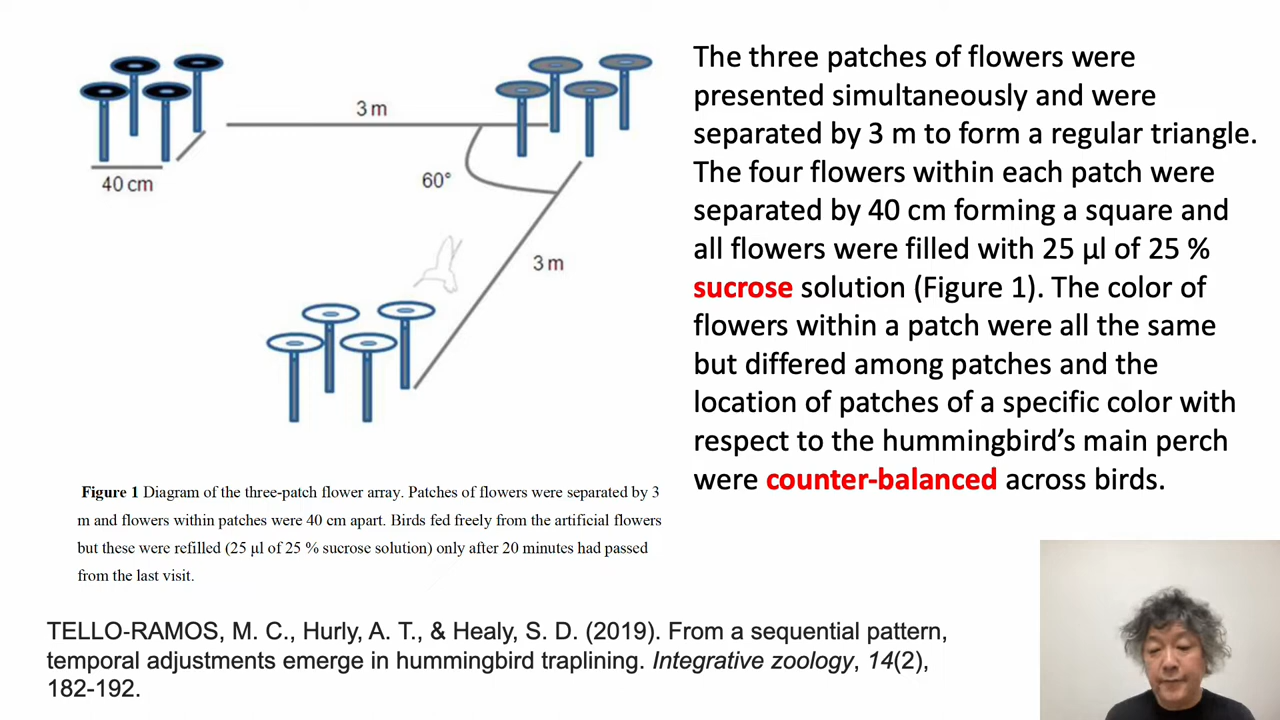 3 m
40 cm
60°
3 m
Figure 1 Diagram of the three-patch flower array. Patches of flowers were separated by 3
m and flowers within patches were 40 cm apart. Birds fed freely from the artificial flowers
but these were refilled (25 µl of 25 % sucrose solution) only after 20 minutes had passed
from the last visit.
The three patches of flowers were
presented simultaneously and were
separated by 3 m to form a regular triangle.
The four flowers within each patch were
separated by 40 cm forming a square and
all flowers were filled with 25 µl of 25 %
sucrose solution (Figure 1). The color of
flowers within a patch were all the same
but differed among patches and the
location of patches of a specific color with
respect to the hummingbird’s main perch
were counter-balanced across birds.
TELLO-RAMOS, M. C., Hurly, A. T., & Healy, S. D. (2019). From a sequential pattern,
temporal adjustments emerge in hummingbird traplining. Integrative zoology, 14(2),
182-192.